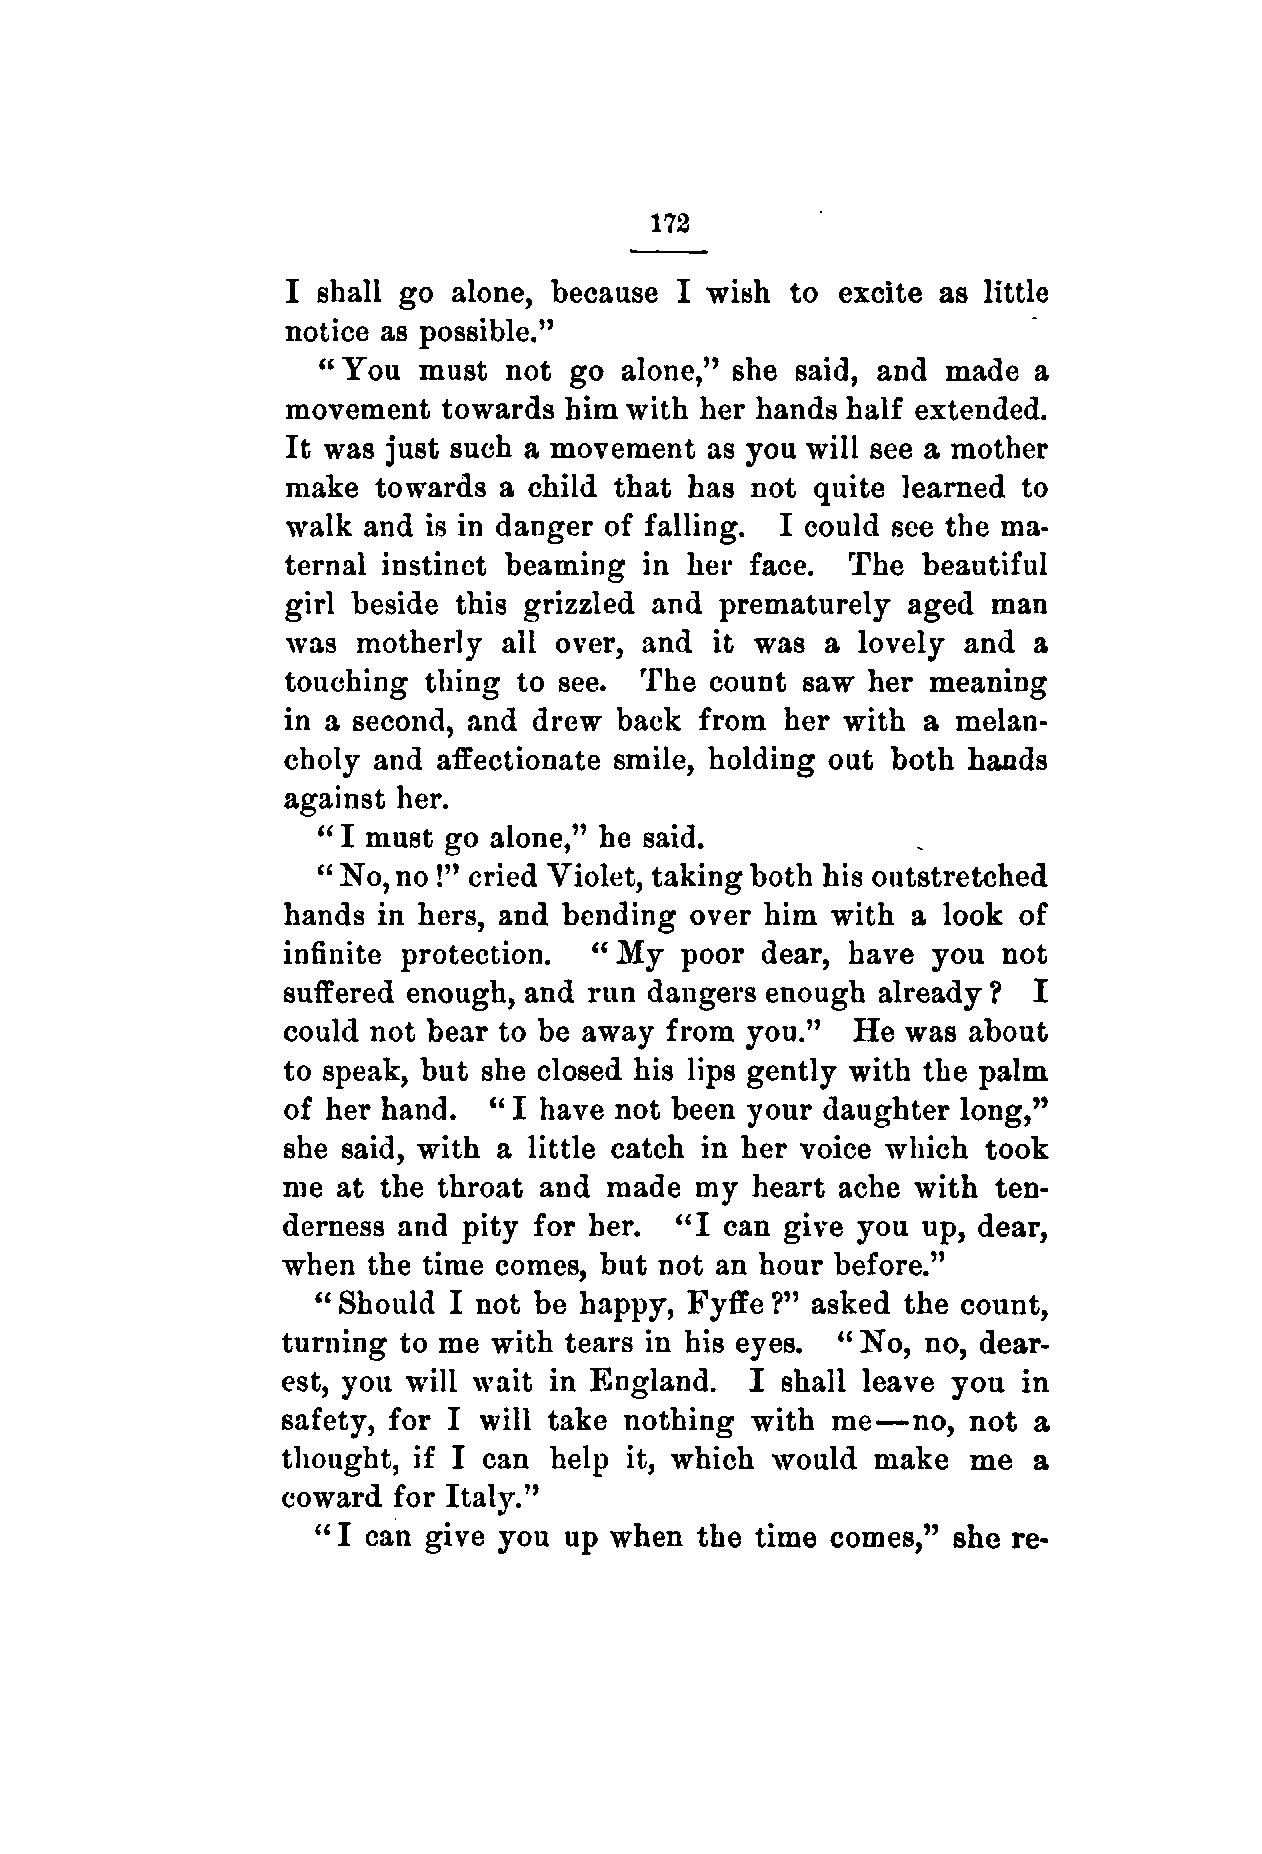 172
I shall go alone, because I wish to excite as little
notice as possible.”
“You must not go alone,” she said, and made a
movement towards him with her hands half extended.
It was just such a movement as you will see a mother
make towards a child that has not quite learned to
walk and is in danger of falling. I could see the ma-
ternal instinct beaming in her face. The beautiful
girl beside this grizzled and prematurely aged man
was motherly all over, and it was a lovely and a
touching thing to see. The count saw her meaning
in a second, and drew back from her with a melan-
choly and affectionate smile, holding out both hands
against her.
“I must go alone,” he said.
“No, no!” cried Violet, taking both his outstretched
hands in hers, and bending over him with a look of
infinite protection. “My poor dear, have you not
suffered enough, and run dangers enough already? I
could not bear to be away from you.” He was about
to speak, but she closed his lips gently with the palm
of her hand. “I have not been your daughter long,”
she said, with a little catch in her voice which took
me at the throat and made my heart ache with ten-
derness and pity for her. “I can give you up, dear,
when the time comes, but not an hour before.”
“Should I not be happy, Fyffe?” asked the count,
turning to me with tears in his eyes. “No, no, dear-
est, you will wait in England. I shall leave you in
safety, for I will take nothing with me—no, not a
thought, if I can help it, which would make me a
coward for Italy.”
“I can give you up when the time comes,” she re-